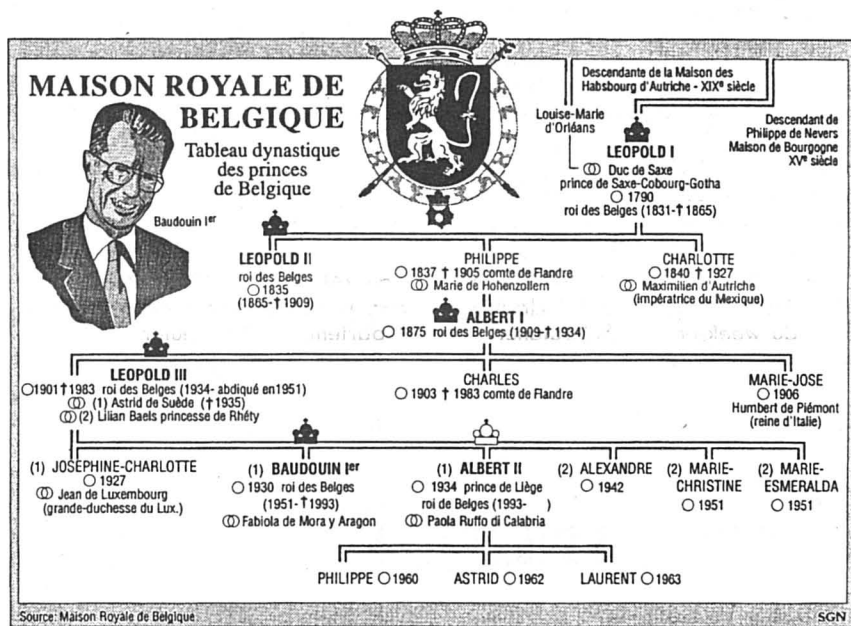 MAISON ROYALE DE
BELGIQUE
Tableau dynastique
des princes
de Belgique
Baudouin Ier
Descendante de la Maison des
Habsbourg d'Autriche - XIXe siècle
Louise-Marie
d'Orléans
Descendant de
Philippe de Nevers
Maison de Bourgogne
XVe siècle
LEOPOLD I
Duc de Saxe
prince de Saxe-Cobourg-Gotha
1790
roi des Belges (1831-†1865)
LEOPOLD II
roi des Belges
1835
(1865-†1909)
PHILIPPE
1837 † 1905 comte de Flandre
Marie de Hohenzollern
CHARLOTTE
1840 † 1927
Maximilien d'Autriche
(impératrice du Mexique)
ALBERT I
1875 roi des Belges (1909-†1934)
LEOPOLD III
1901†1983 roi des Belges (1934- abdiqué en1951)
(1) Astrid de Suède (†1935)
(2) Lilian Baels princesse de Rhéty
CHARLES
1903 † 1983 comte de Flandre
MARIE-JOSE
1906
Humbert de Piémont
(reine d'Italie)
(1) JOSEPHINE-CHARLOTTE
1927
Jean de Luxembourg
(grande-duchesse du Lux.)
(1) BAUDOUIN Ier
1930 roi des Belges
(1951-†1993)
Fabiola de Mora y Aragon
(1) ALBERT II
1934 prince de Liège
roi de Belges (1993- )
Paola Ruffo di Calabria
(2) ALEXANDRE
1942
(2) MARIE-
CHRISTINE
1951
(2) MARIE-
ESMERALDA
1951
PHILIPPE 1960
ASTRID 1962
LAURENT 1963
Source: Maison Royale de Belgique
SGN